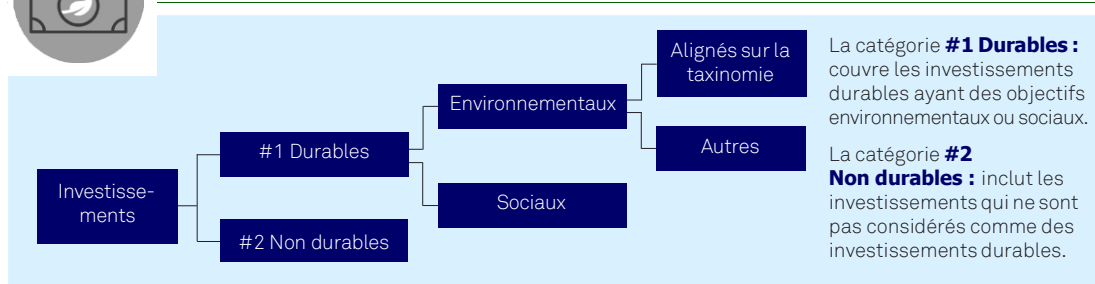 Investisse-
ments
#1 Durables
#2 Non durables
Environnementaux
Sociaux
Alignés sur la
taxinomie
Autres
La catégorie #1 Durables :
couvre les investissements
durables ayant des objectifs
environnementaux ou sociaux.
La catégorie #2
Non durables : inclut les
investissements qui ne sont
pas considérés comme des
investissements durables.